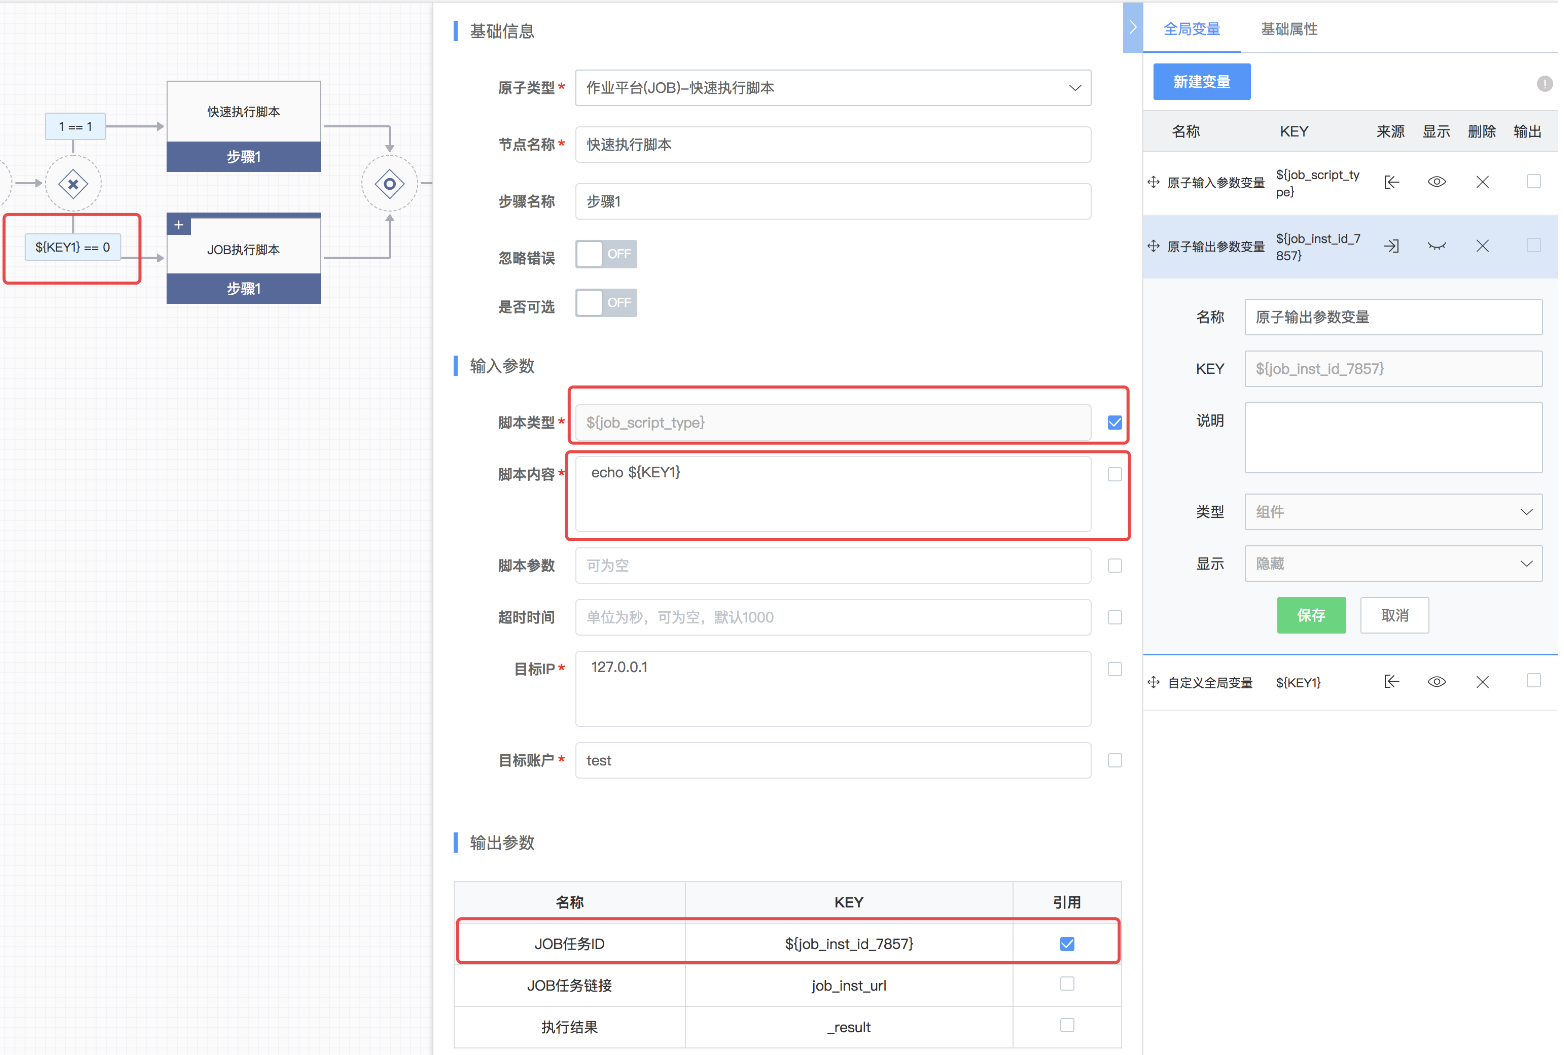 1 == 1
快速执行脚本
步骤1
${KEY1} == 0
+
JOB执行脚本
步骤1
基础信息
原子类型* 作业平台(JOB)-快速执行脚本
节点名称* 快速执行脚本
步骤名称 步骤1
忽略错误 OFF
是否可选 OFF
输入参数
脚本类型* ${job_script_type}
脚本内容* echo ${KEY1}
脚本参数 可为空
超时时间 单位为秒，可为空，默认1000
目标IP* 127.0.0.1
目标账户* test
输出参数
名称 KEY 引用
JOB任务ID ${job_inst_id_7857}
JOB任务链接 job_inst_url
执行结果 _result
全局变量 基础属性
新建变量
名称 KEY 来源 显示 删除 输出
原子输入参数变量 ${job_script_ty
pe}
原子输出参数变量 ${job_inst_id_7
857}
名称 原子输出参数变量
KEY ${job_inst_id_7857}
说明
类型 组件
显示 隐藏
保存 取消
自定义全局变量 ${KEY1}